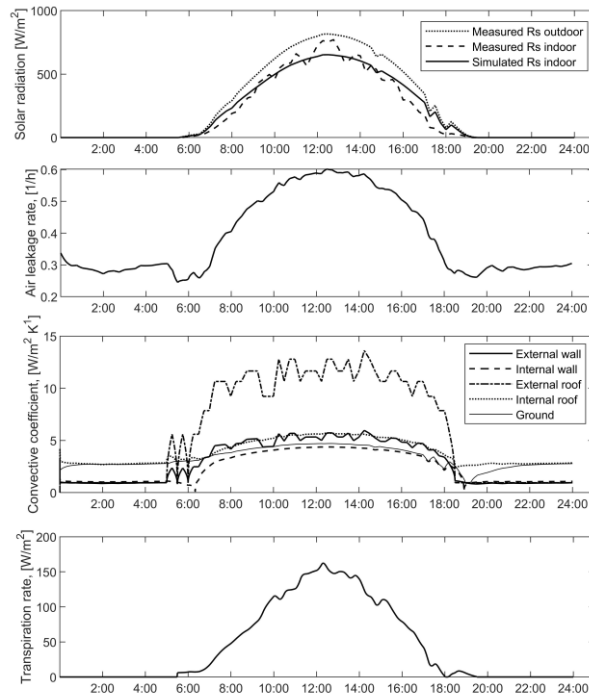 Solar radiation [W/m²]
1000
500
0
Measured Rs outdoor
Measured Rs indoor
Simulated Rs indoor
2:00 4:00 6:00 8:00 10:00 12:00 14:00 16:00 18:00 20:00 22:00 24:00
Air leakage rate, [1/h]
0.6
0.5
0.4
0.3
0.2
2:00 4:00 6:00 8:00 10:00 12:00 14:00 16:00 18:00 20:00 22:00 24:00
Convective coefficient, [W/m² K¹]
15
10
5
0
External wall
Internal wall
External roof
Internal roof
Ground
2:00 4:00 6:00 8:00 10:00 12:00 14:00 16:00 18:00 20:00 22:00 24:00
Transpiration rate, [W/m²]
200
150
100
50
0
2:00 4:00 6:00 8:00 10:00 12:00 14:00 16:00 18:00 20:00 22:00 24:00